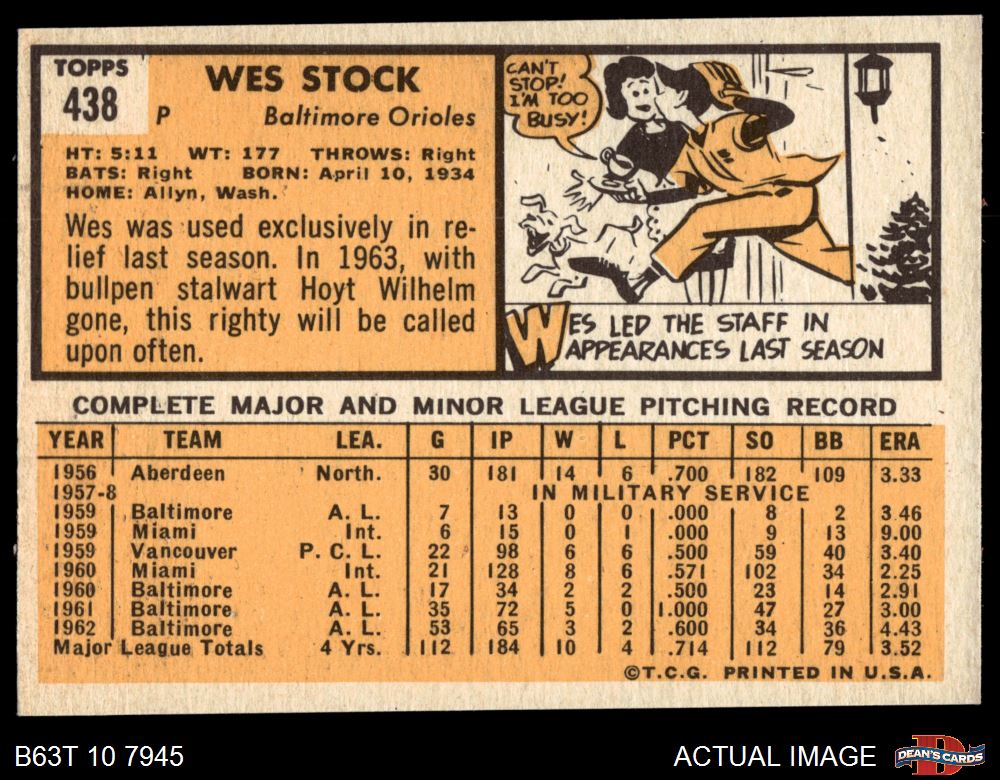 TOPPS
438
WES STOCK
P Baltimore Orioles
HT: 5:11 WT: 177 THROWS: Right
BATS: Right BORN: April 10, 1934
HOME: Allyn, Wash.
Wes was used exclusively in re-
lief last season. In 1963, with
bullpen stalwart Hoyt Wilhelm
gone, this righty will be called
upon often.
CAN'T
STOP!
I'M TOO
BUSY!
WES LED THE STAFF IN
APPEARANCES LAST SEASON
COMPLETE MAJOR AND MINOR LEAGUE PITCHING RECORD
YEAR TEAM LEA. G IP W L PCT SO BB ERA
1956 Aberdeen North. 30 181 14 6 .700 182 109 3.33
1957-8 IN MILITARY SERVICE
1959 Baltimore A. L. 7 13 0 0 .000 8 2 3.46
1959 Miami Int. 6 15 0 1 .000 9 13 9.00
1959 Vancouver P. C. L. 22 98 6 6 .500 59 40 3.40
1960 Miami Int. 21 128 8 6 .571 102 34 2.25
1960 Baltimore A. L. 17 34 2 2 .500 23 14 2.91
1961 Baltimore A. L. 35 72 5 0 1.000 47 27 3.00
1962 Baltimore A. L. 53 65 3 2 .600 34 36 4.43
Major League Totals 4 Yrs. 112 184 10 4 .714 112 79 3.52
©T.C.G. PRINTED IN U.S.A.
B63T 10 7945 ACTUAL IMAGE DEAN'S CARDS